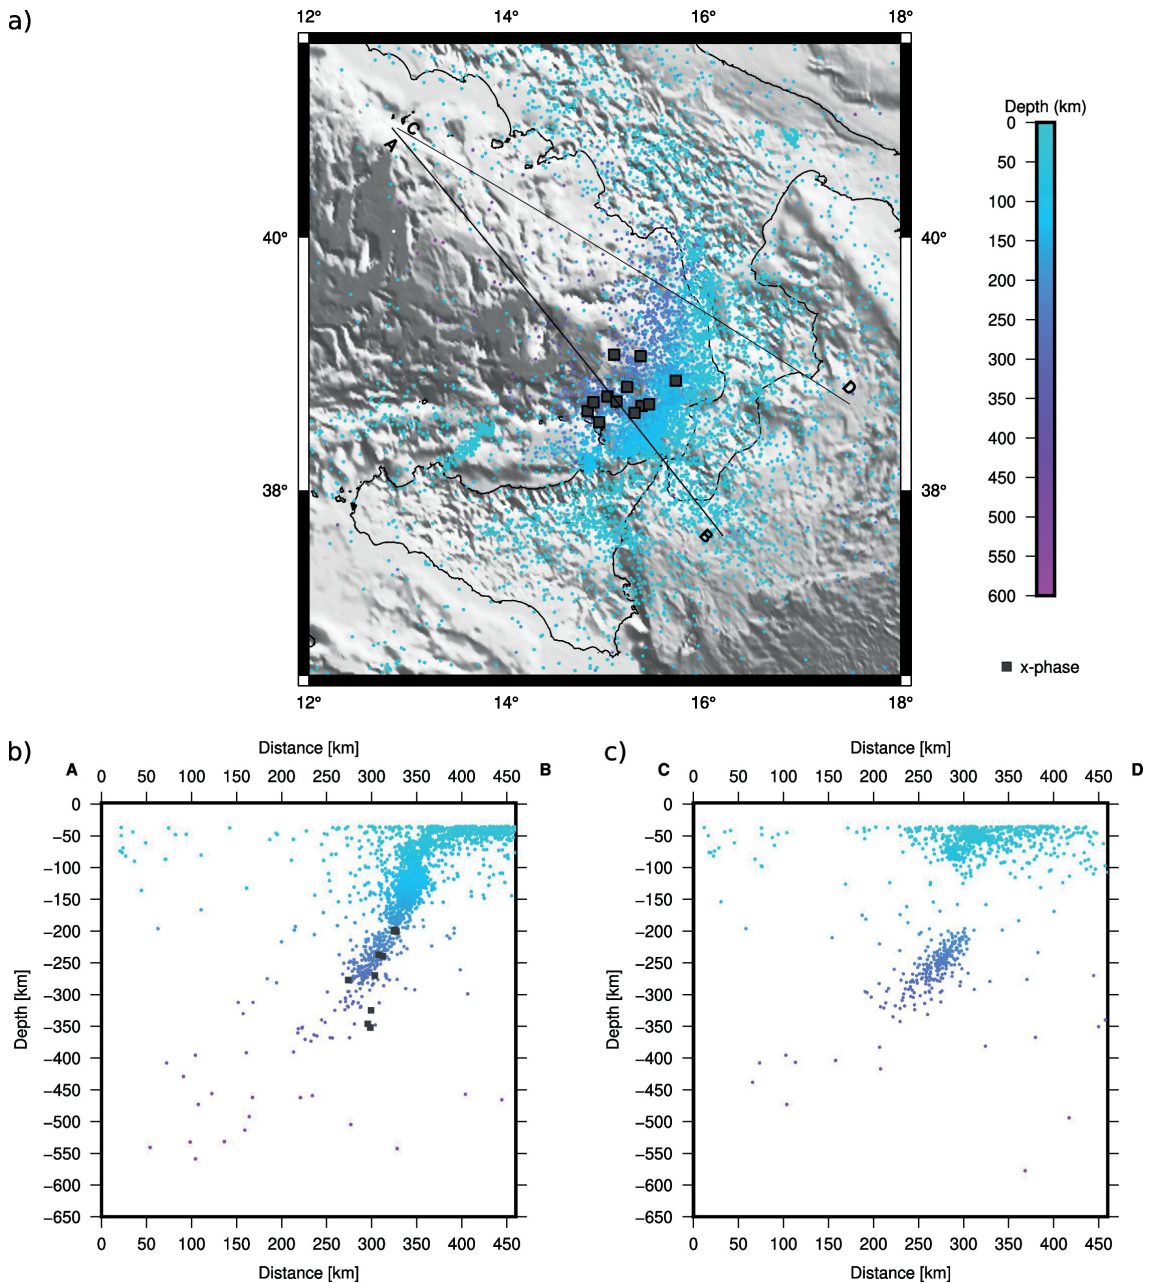 a)
12° 14° 16° 18°
C
A
40° 40°
D
38° 38°
B
12° 14° 16° 18°
Depth (km)
0
50
100
150
200
250
300
350
400
450
500
550
600
x-phase
b)
Distance [km]
A B
0 50 100 150 200 250 300 350 400 450
0
−50
−100
−150
−200
−250
−300
−350
−400
−450
−500
−550
−600
−650
Depth [km]
0 50 100 150 200 250 300 350 400 450
Distance [km]
c)
Distance [km]
C D
0 50 100 150 200 250 300 350 400 450
0
−50
−100
−150
−200
−250
−300
−350
−400
−450
−500
−550
−600
−650
Depth [km]
0 50 100 150 200 250 300 350 400 450
Distance [km]